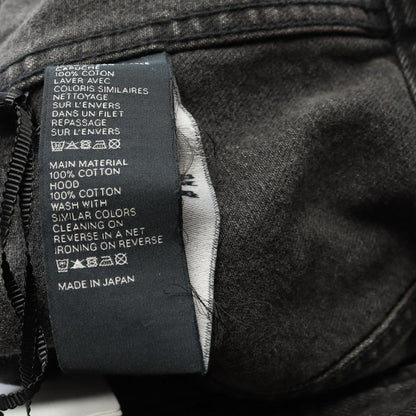 CAPUCHE
100% COTON
LAVER AVEC
COLORIS SIMILAIRES
NETTOYAGE
SUR L'ENVERS
DANS UN FILET
REPASSAGE
SUR L'ENVERS
MAIN MATERIAL
100% COTTON
HOOD
100% COTTON
WASH WITH
SIMILAR COLORS
CLEANING ON
REVERSE IN A NET
IRONING ON REVERSE
MADE IN JAPAN